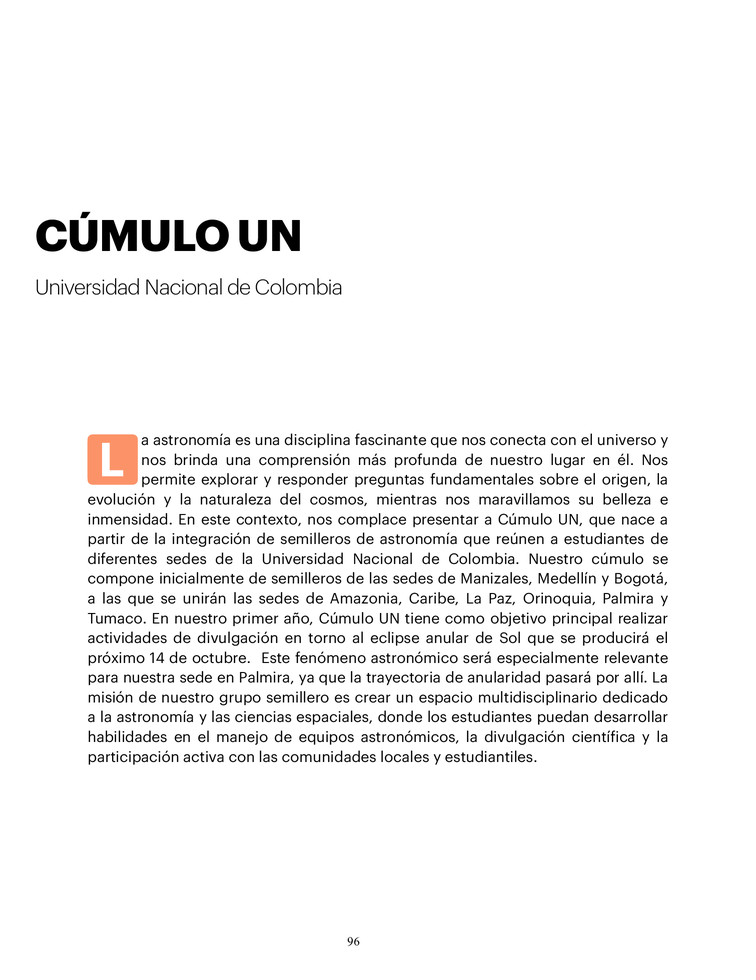 CÚMULO UN
Universidad Nacional de Colombia
La astronomía es una disciplina fascinante que nos conecta con el universo y
nos brinda una comprensión más profunda de nuestro lugar en él. Nos
permite explorar y responder preguntas fundamentales sobre el origen, la
evolución y la naturaleza del cosmos, mientras nos maravillamos su belleza e
inmensidad. En este contexto, nos complace presentar a Cúmulo UN, que nace a
partir de la integración de semilleros de astronomía que reúnen a estudiantes de
diferentes sedes de la Universidad Nacional de Colombia. Nuestro cúmulo se
compone inicialmente de semilleros de las sedes de Manizales, Medellín y Bogotá,
a las que se unirán las sedes de Amazonia, Caribe, La Paz, Orinoquia, Palmira y
Tumaco. En nuestro primer año, Cúmulo UN tiene como objetivo principal realizar
actividades de divulgación en torno al eclipse anular de Sol que se producirá el
próximo 14 de octubre.  Este fenómeno astronómico será especialmente relevante
para nuestra sede en Palmira, ya que la trayectoria de anularidad pasará por allí. La
misión de nuestro grupo semillero es crear un espacio multidisciplinario dedicado
a la astronomía y las ciencias espaciales, donde los estudiantes puedan desarrollar
habilidades en el manejo de equipos astronómicos, la divulgación científica y la
participación activa con las comunidades locales y estudiantiles.
96